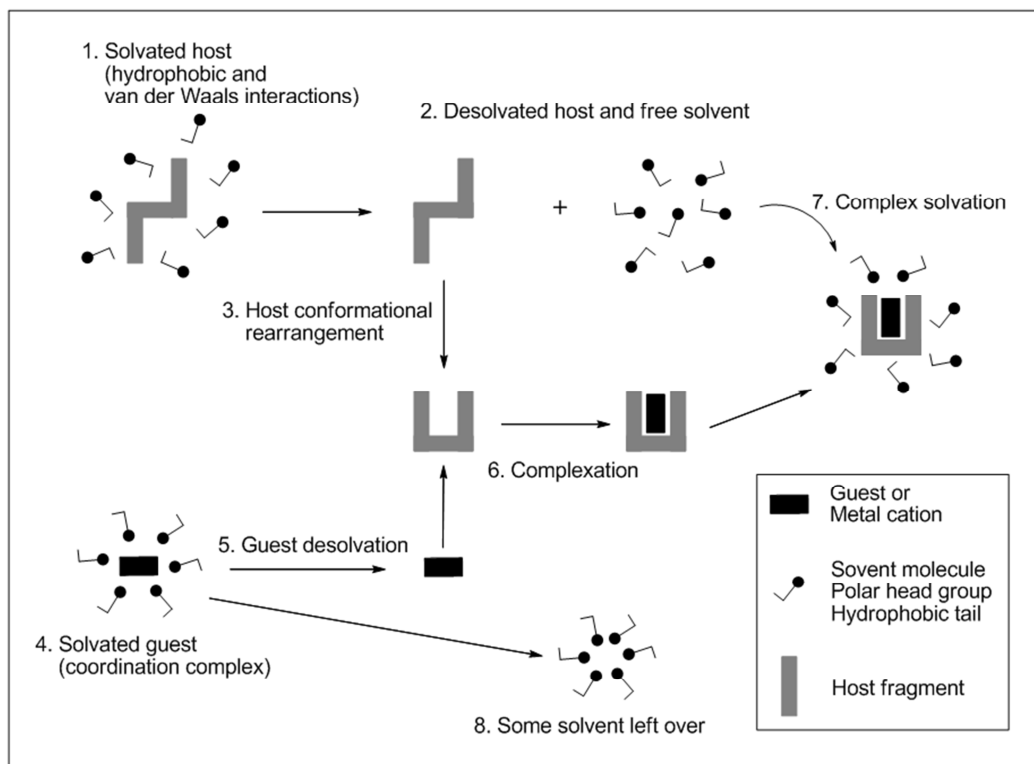 1. Solvated host
(hydrophobic and
van der Waals interactions)
2. Desolvated host and free solvent
+
7. Complex solvation
3. Host conformational
rearrangement
6. Complexation
5. Guest desolvation
4. Solvated guest
(coordination complex)
8. Some solvent left over
Guest or
Metal cation
Sovent molecule
Polar head group
Hydrophobic tail
Host fragment